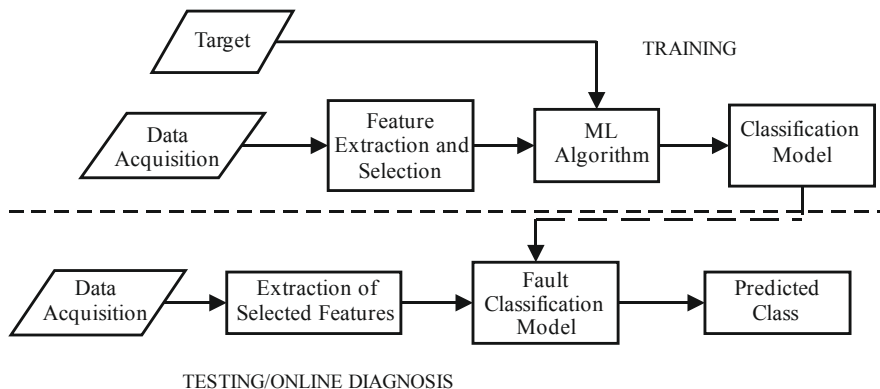 Target
TRAINING
Data
Acquisition
Feature
Extraction and
Selection
ML
Algorithm
Classification
Model
Data
Acquisition
Extraction of
Selected Features
Fault
Classification
Model
Predicted
Class
TESTING/ONLINE DIAGNOSIS